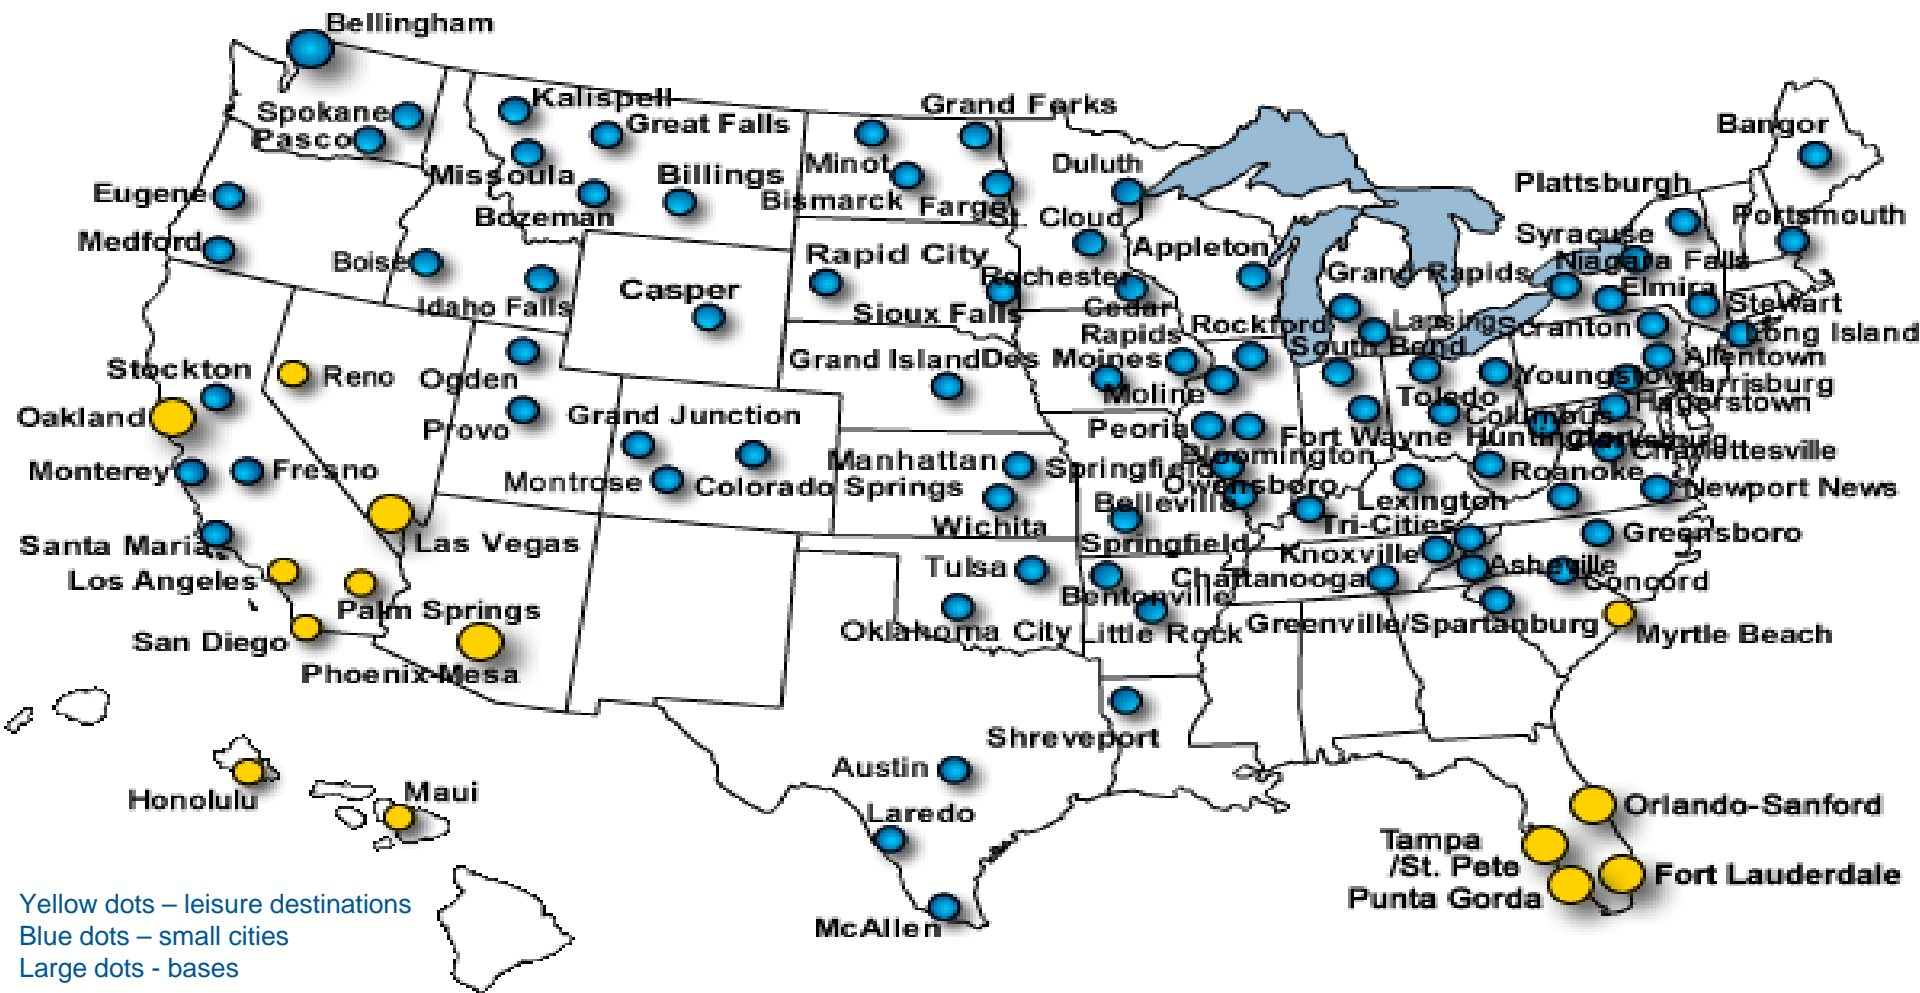 Bellingham
Kalispell
Grand Forks
Spokane
Great Falls
Pasco
Bangor
Minot
Duluth
Missoula
Billings
Plattsburgh
Eugene
Bismarck
Fargo
Bozeman
St. Cloud
Portsmouth
Medford
Syracuse
Boise
Rapid City
Appleton
Niagara Falls
Rochester
Grand Rapids
Casper
Elmira
Idaho Falls
Sioux Falls
Cedar
Rapids
Stewart
Rockford
Lansing
Scranton
Long Island
South Bend
Stockton
Reno
Ogden
Grand Island
Des Moines
Allentown
Youngstown
Harrisburg
Moline
Toledo
Hagerstown
Oakland
Grand Junction
Columbus
Provo
Peoria
Fort Wayne
Huntington
Charlottesville
Monterey
Fresno
Manhattan
Springfield
Bloomington
Roanoke
Montrose
Colorado Springs
Owensboro
Newport News
Belleville
Lexington
Wichita
Tri-Cities
Santa Maria
Las Vegas
Springfield
Knoxville
Greensboro
Los Angeles
Tulsa
Chattanooga
Asheville
Concord
Palm Springs
Bentonville
San Diego
Oklahoma City
Little Rock
Greenville/Spartanburg
Myrtle Beach
Phoenix-Mesa
Shreveport
Austin
Honolulu
Maui
Laredo
Orlando-Sanford
Tampa
/St. Pete
Fort Lauderdale
Punta Gorda
McAllen
Yellow dots – leisure destinations
Blue dots – small cities
Large dots - bases